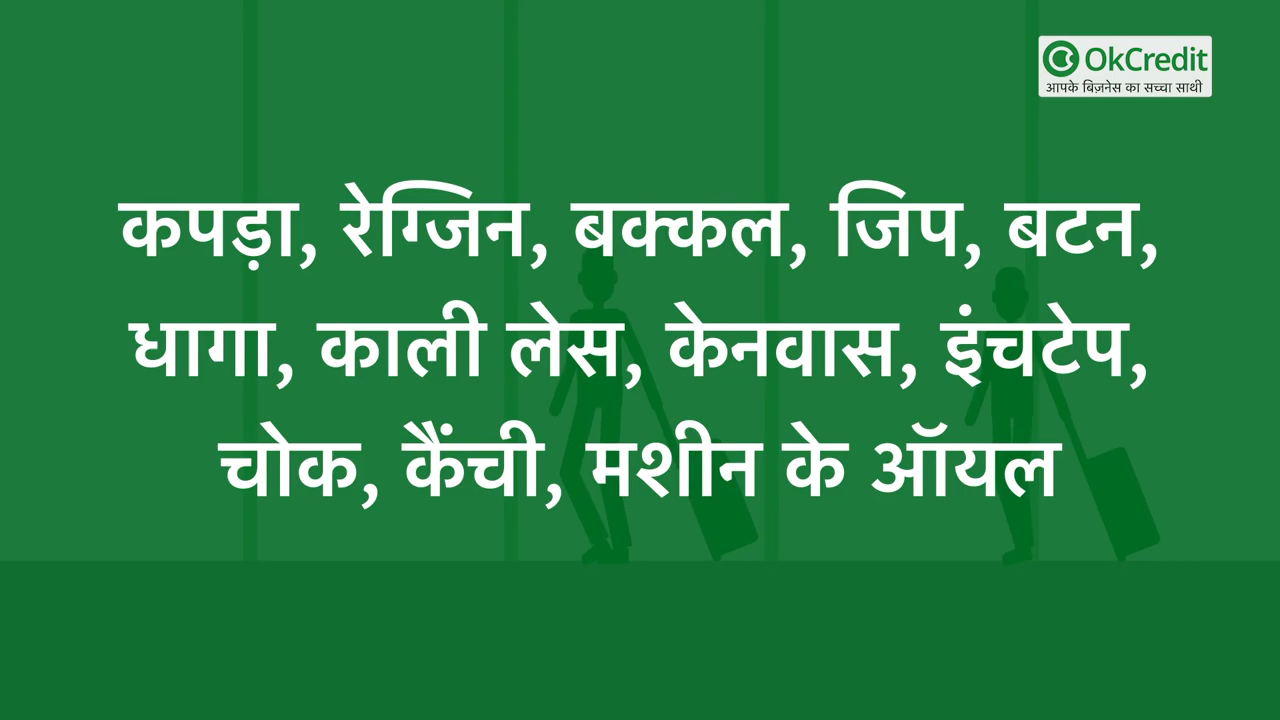 OkCredit
आपके बिज़नेस का सच्चा साथी
कपड़ा, रेग्जिन, बक्कल, जिप, बटन,
धागा, काली लेस, केनवास, इंचटेप,
चोक, कैंची, मशीन के ऑयल